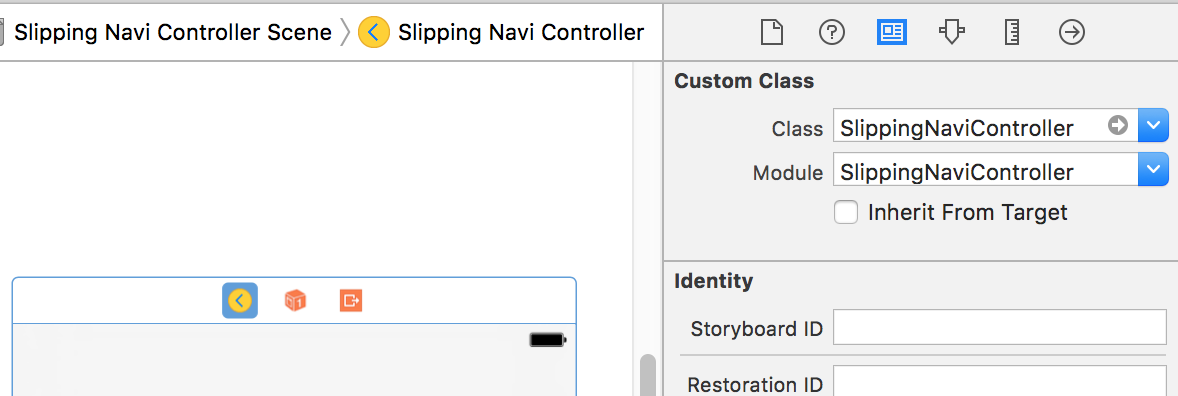 Slipping Navi Controller Scene Slipping Navi Controller
Custom Class
Class SlippingNaviController
Module SlippingNaviController
Inherit From Target
1
Identity
Storyboard ID
Restoration ID